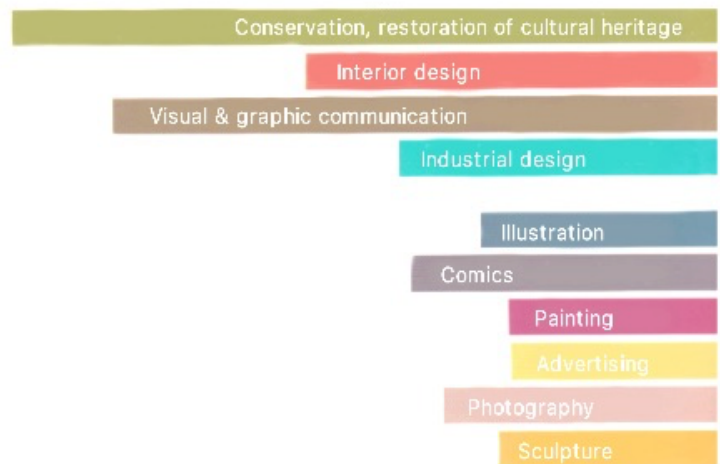 Conservation, restoration of cultural heritage
Interior design
Visual & graphic communication
Industrial design
Illustration
Comics
Painting
Advertising
Photography
Sculpture